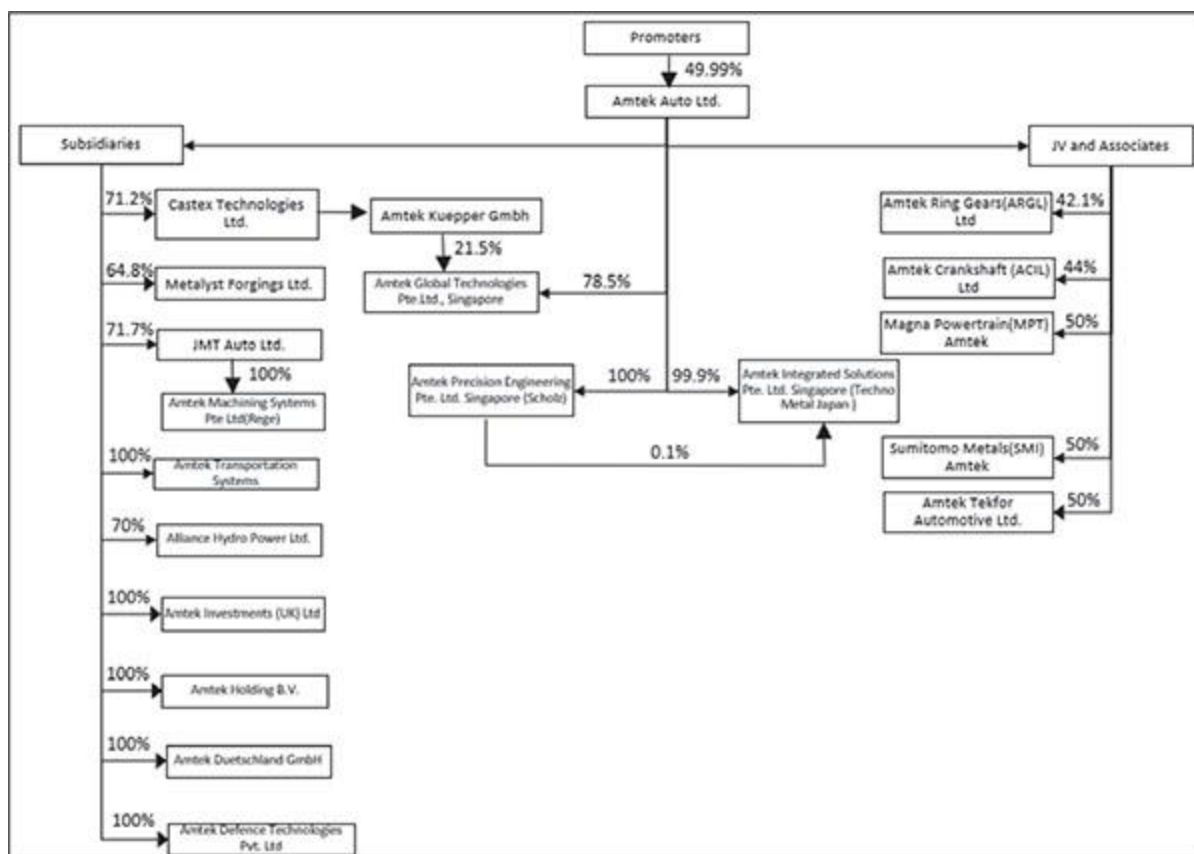 Promoters
49.99%
Amtek Auto Ltd.
Subsidiaries
JV and Associates
71.2%
Castex Technologies
Ltd.
Amtek Kuepper Gmbh
21.5%
Amtek Global Technologies
Pte.Ltd., Singapore
78.5%
64.8%
Metalyst Forgings Ltd.
71.7%
JMT Auto Ltd.
100%
Amtek Machining Systems
Pte Ltd(Rege)
100%
Amtek Transportation
Systems
70%
Alliance Hydro Power Ltd.
100%
Amtek Investments (UK) Ltd
100%
Amtek Holding B.V.
100%
Amtek Duetschland GmbH
100%
Amtek Defence Technologies
Pvt. Ltd
Amtek Precision Engineering
Pte. Ltd. Singapore (Scholz)
100%
99.9%
Amtek Integrated Solutions
Pte. Ltd. Singapore (Techno
Metal Japan )
0.1%
Amtek Ring Gears(ARGL)
Ltd
42.1%
Amtek Crankshaft (ACIL)
Ltd
44%
Magna Powertrain(MPT)
Amtek
50%
Sumitomo Metals(SMI)
Amtek
50%
Amtek Tekfor
Automotive Ltd.
50%